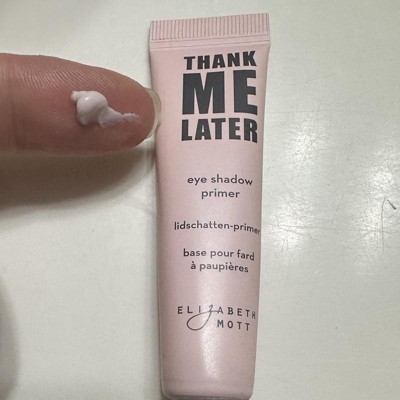 THANK
ME
LATER
eye shadow
primer
lidschatten-primer
base pour fard
à paupières
ELIZABETH
MOTT